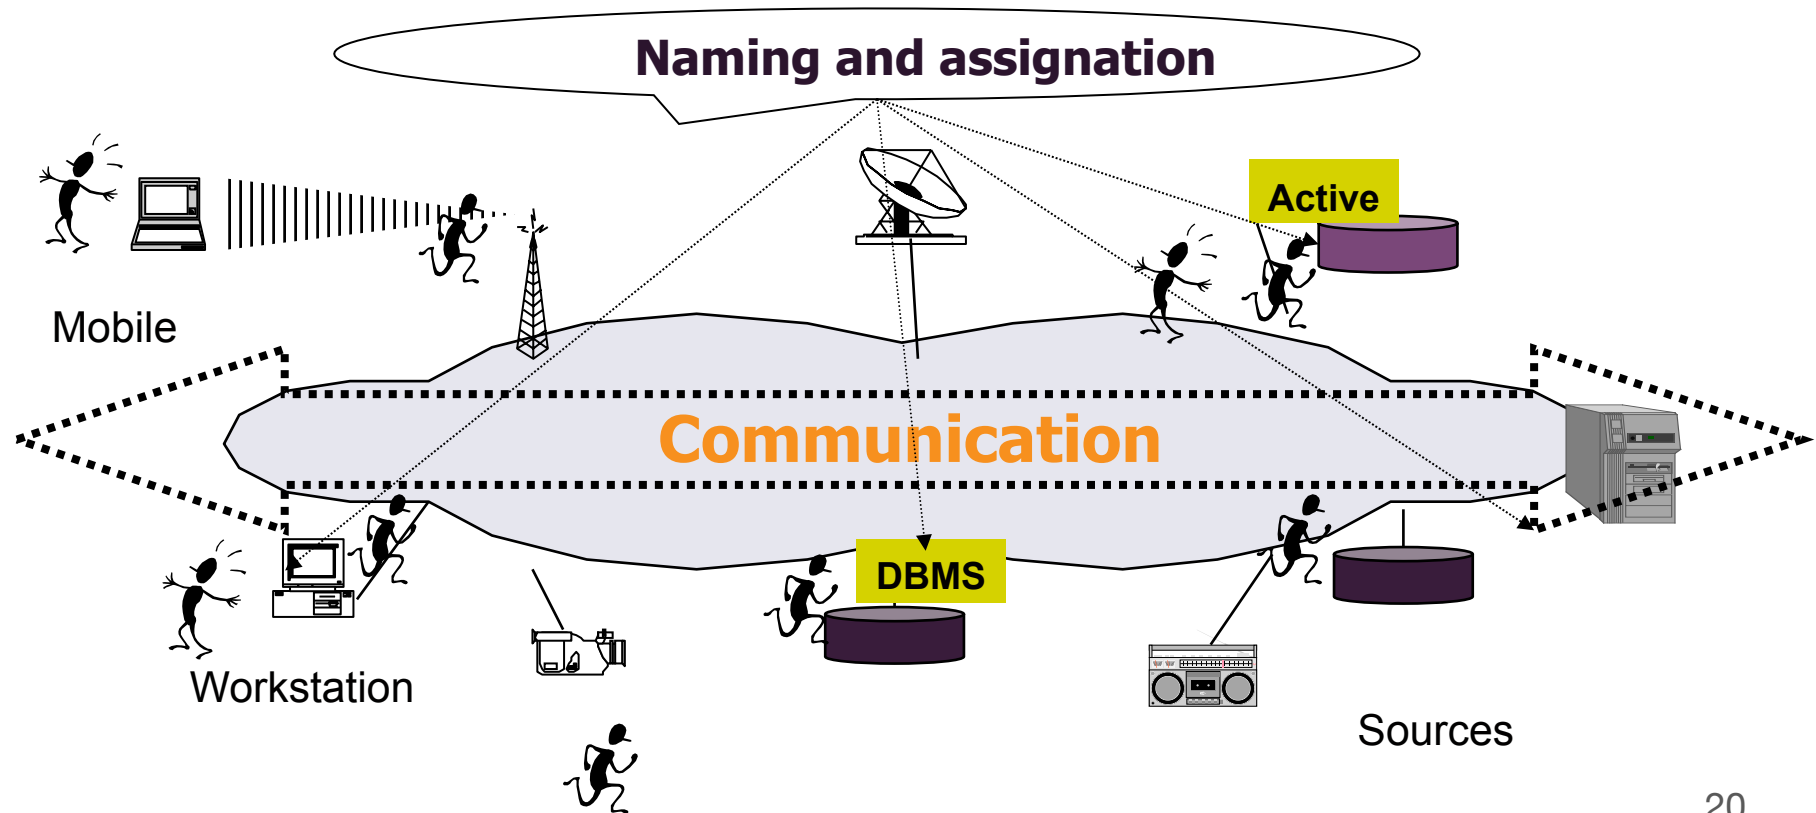 Naming and assignation
Active
Mobile
Communication
DBMS
Workstation
Sources
20